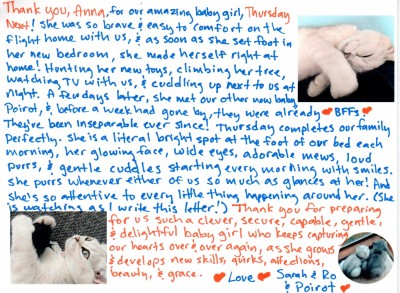 Thank you, Anna, for our amazing baby girl, Thursday
Next! She was so brave & easy to comfort on the
flight home with us, & as soon as she set foot in
her new bedroom, she made herself right at
home! Hunting her new toys, climbing her tree,
watching TV with us, & cuddling up next to us at
night. A few days later, she met our other new baby
Poirot, & before a week had gone by, they were already ❤ BFFs! ❤
They've been inseparable ever since! Thursday completes our family
perfectly. She is a literal bright spot at the foot of our bed each
morning, her glowing face, wide eyes, adorable mews, loud
purrs, & gentle cuddles starting every morning with smiles.
She purrs whenever either of us so much as glances at her! And
she's so attentive to every little thing happening around her. (She
is watching as I write this letter!) Thank you for preparing
for us such a clever, secure, capable, gentle,
& delightful baby girl who keeps capturing
our hearts over & over again, as she grows
& develops new skills, quirks, affections,
beauty, & grace. ❤ Love ❤ Sarah & Ro
& Poirot ❤